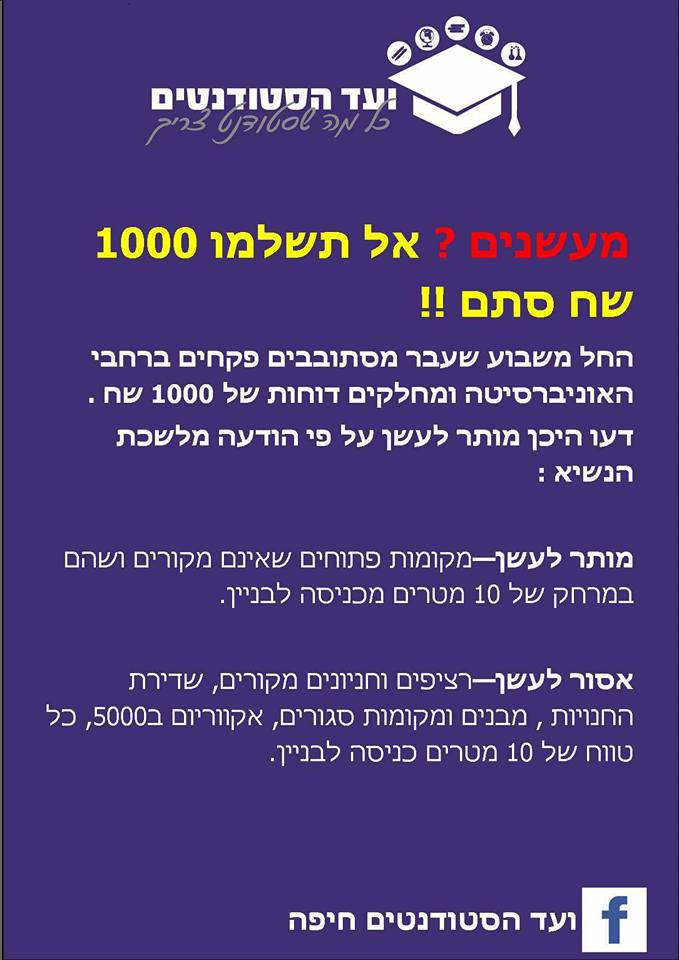 ועד הסטודנטים
כל מה שסטודנט צריך
מעשנים ? אל תשלמו 1000
שח סתם !!
החל משבוע שעבר מסתובבים פקחים ברחבי
האוניברסיטה ומחלקים דוחות של 1000 שח .
דעו היכן מותר לעשן על פי הודעה מלשכת
הנשיא :
מותר לעשן—מקומות פתוחים שאינם מקורים ושהם
במרחק של 10 מטרים מכניסה לבניין.
אסור לעשן—רציפים וחניונים מקורים, שדירת
החנויות , מבנים ומקומות סגורים, אקווריום ב5000, כל
טווח של 10 מטרים כניסה לבניין.
ועד הסטודנטים חיפה